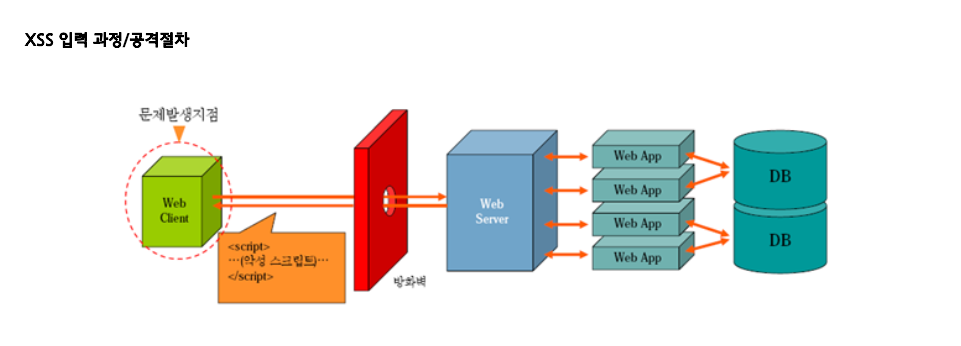 XSS 입력 과정/공격절차
문제발생지점
Web
Client
<script>
…(악성 스크립트)…
</script>
방화벽
Web
Server
Web App
Web App
Web App
Web App
DB
DB